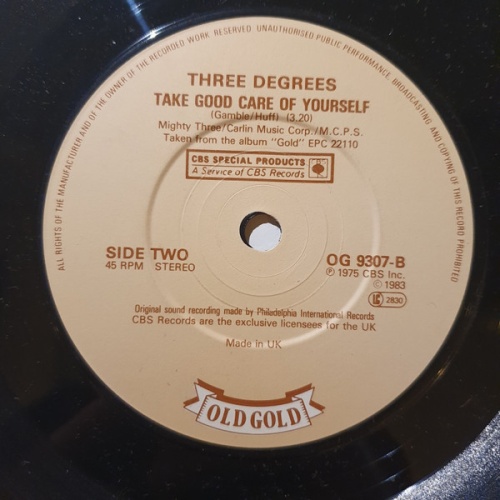 ALL RIGHTS OF THE MANUFACTURER AND OF THE OWNER OF THE RECORDED WORK RESERVED UNAUTHORISED PUBLIC PERFORMANCE, BROADCASTING AND COPYING OF THIS RECORD PROHIBITED
THREE DEGREES
TAKE GOOD CARE OF YOURSELF
(Gamble/Huff) (3.20)
Mighty Three/Carlin Music Corp./M.C.P.S.
Taken from the album "Gold" EPC 22110
CBS SPECIAL PRODUCTS
A Service of CBS Records
SIDE TWO
45 RPM STEREO
OG 9307-B
℗ 1975 CBS Inc.
© 1983
LC 2830
Original sound recording made by Philadelphia International Records
CBS Records are the exclusive licensees for the UK
Made in UK
OLD GOLD